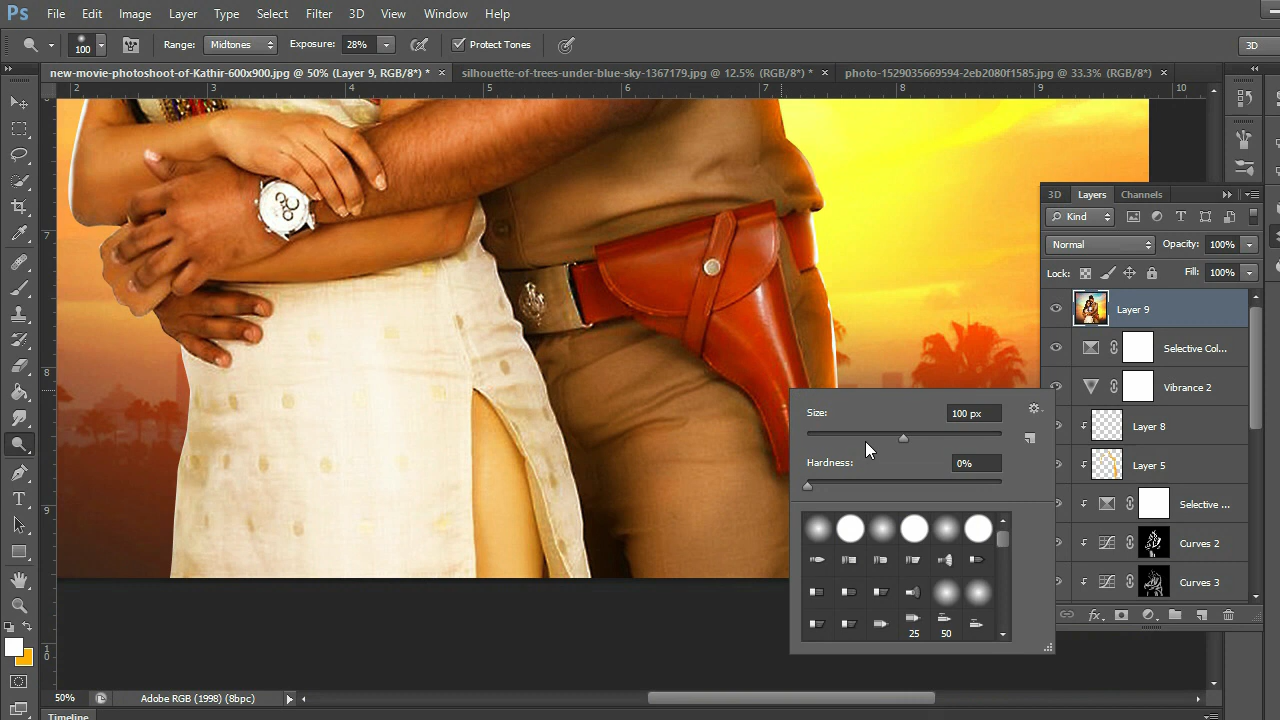 Ps File Edit Image Layer Type Select Filter 3D View Window Help
100 Range: Midtones Exposure: 28% Protect Tones 3D
new-movie-photoshoot-of-Kathir-600x900.jpg @ 50% (Layer 9, RGB/8*) * × silhouette-of-trees-under-blue-sky-1367179.jpg @ 12.5% (RGB/8*) * × photo-1529035669594-2eb2080f1585.jpg @ 33.3% (RGB/8*) ×
2 3 4 5 6 7 8 9 10
7
8
9
10
3D Layers Channels
Kind
Normal Opacity: 100%
Lock: Fill: 100%
Layer 9
Selective Col...
Vibrance 2
Layer 8
Layer 5
Selective ...
Curves 2
Curves 3
fx
Size: 100 px
Hardness: 0%
25 50
T
50% Adobe RGB (1998) (8bpc)
Timeline